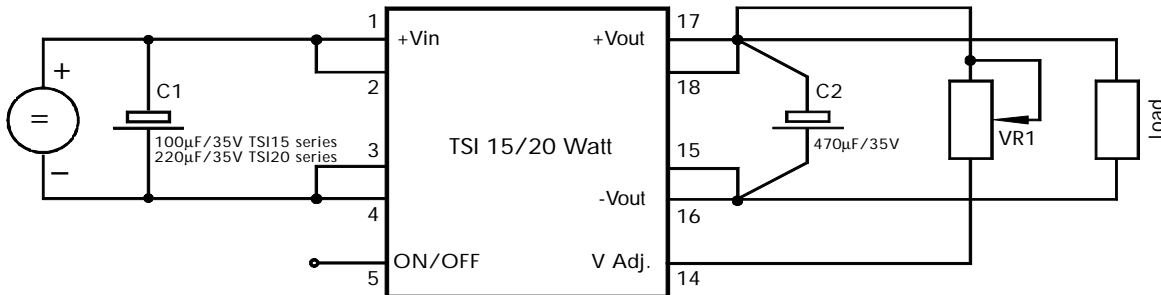 1
+Vin
2
+
C1
=
100µF/35V TSI15 series
220µF/35V TSI20 series
–
3
4
ON/OFF
5
TSI 15/20 Watt
17
+Vout
18
15
-Vout
16
V Adj.
14
C2
470µF/35V
VR1
Load